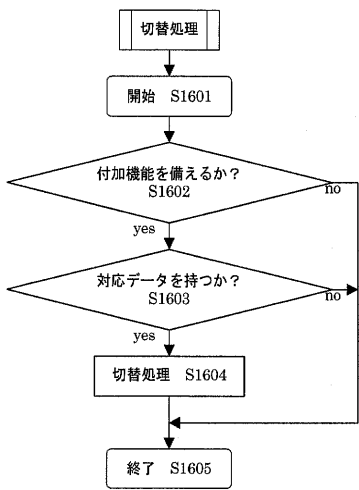 切替処理
開始　S1601
付加機能を備えるか？
S1602
no
yes
対応データを持つか？
S1603
no
yes
切替処理　S1604
終了　S1605